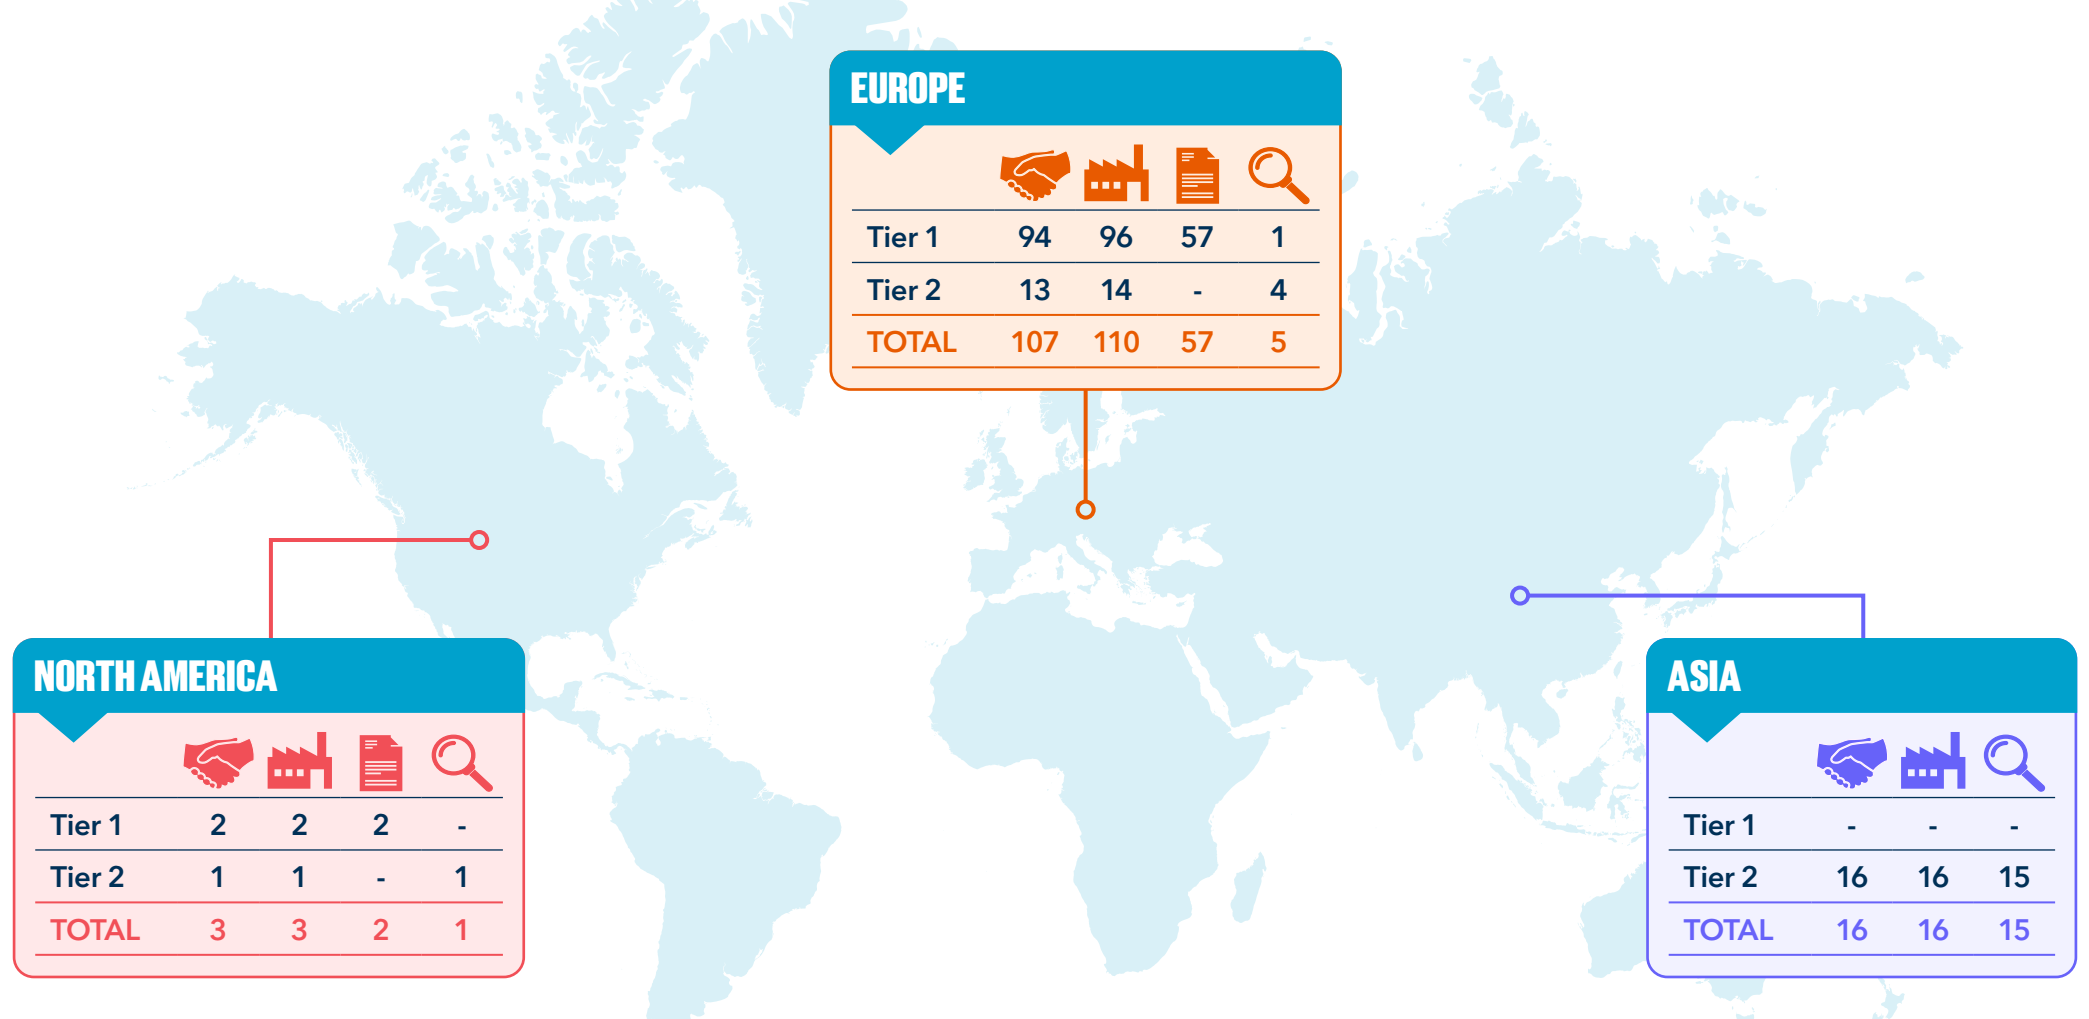 EUROPE
Tier 1 94 96 57 1
Tier 2 13 14 - 4
TOTAL 107 110 57 5
NORTH AMERICA
Tier 1 2 2 2 -
Tier 2 1 1 - 1
TOTAL 3 3 2 1
ASIA
Tier 1 - - -
Tier 2 16 16 15
TOTAL 16 16 15